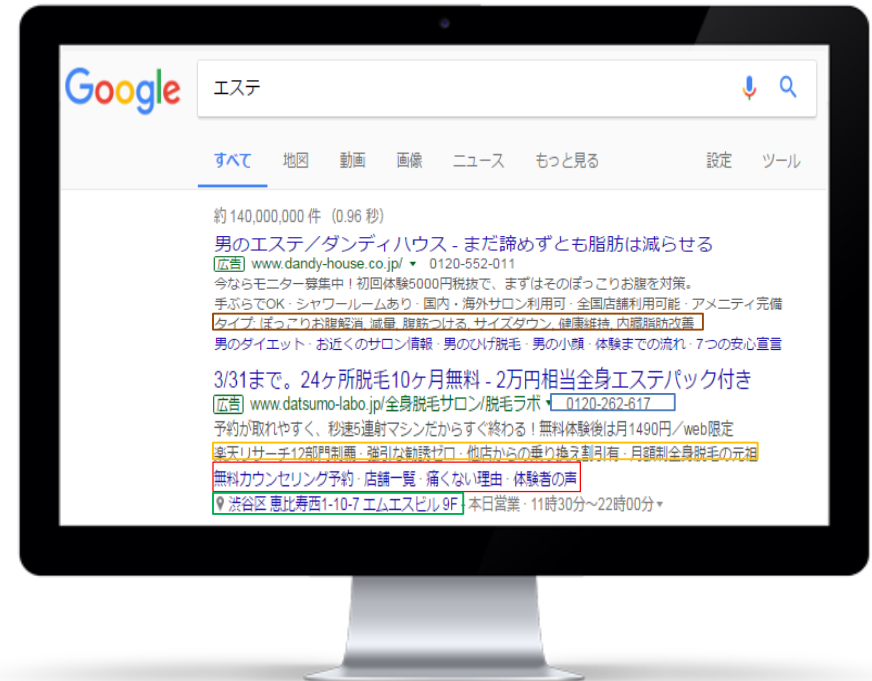 Google
エステ
すべて 地図 動画 画像 ニュース もっと見る 設定 ツール
約 140,000,000 件 (0.96 秒)
男のエステ／ダンディハウス - まだ諦めずとも脂肪は減らせる
広告 www.dandy-house.co.jp/ 0120-552-011
今ならモニター募集中！初回体験5000円税抜で、まずはそのぽっこりお腹を対策。
手ぶらでOK · シャワールームあり · 国内・海外サロン利用可 · 全国店舗利用可能 · アメニティ完備
タイプ: ぽっこりお腹解消, 減量, 腹筋つける, サイズダウン, 健康維持, 内臓脂肪改善
男のダイエット · お近くのサロン情報 · 男のひげ脱毛 · 男の小顔 · 体験までの流れ · 7つの安心宣言
3/31まで。24ヶ所脱毛10ヶ月無料 - 2万円相当全身エステパック付き
広告 www.datsumo-labo.jp/全身脱毛サロン/脱毛ラボ 0120-262-617
予約が取れやすく、秒速5連射マシンだからすぐ終わる！無料体験後は月1490円／web限定
楽天リサーチ12部門制覇 · 強引な勧誘ゼロ · 他店からの乗り換え割引有 · 月額制全身脱毛の元祖
無料カウンセリング予約 · 店舗一覧 · 痛くない理由 · 体験者の声
渋谷区 恵比寿西1-10-7 エムエスビル 9F - 本日営業 · 11時30分～22時00分